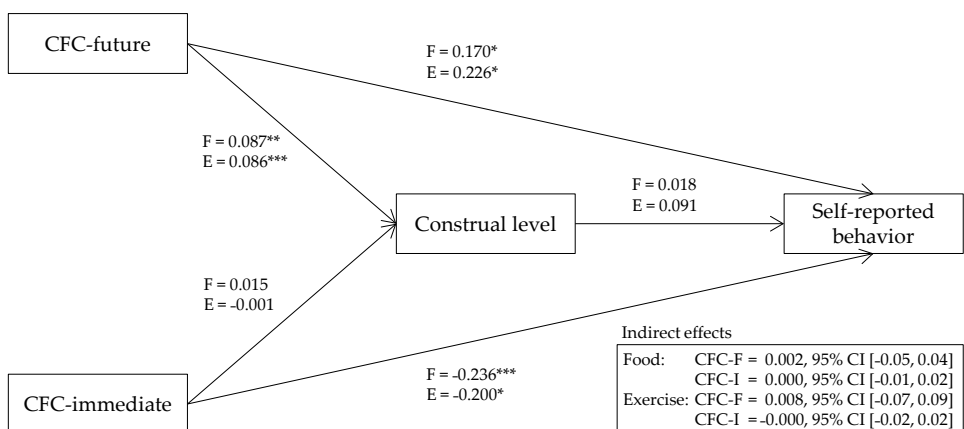 CFC-future
F = 0.170*
E = 0.226*
F = 0.087**
E = 0.086***
F = 0.018
E = 0.091
Construal level
Self-reported
behavior
F = 0.015
E = -0.001
Indirect effects
Food: CFC-F = 0.002, 95% CI [-0.05, 0.04]
CFC-I = 0.000, 95% CI [-0.01, 0.02]
Exercise: CFC-F = 0.008, 95% CI [-0.07, 0.09]
CFC-I = -0.000, 95% CI [-0.02, 0.02]
F = -0.236***
E = -0.200*
CFC-immediate